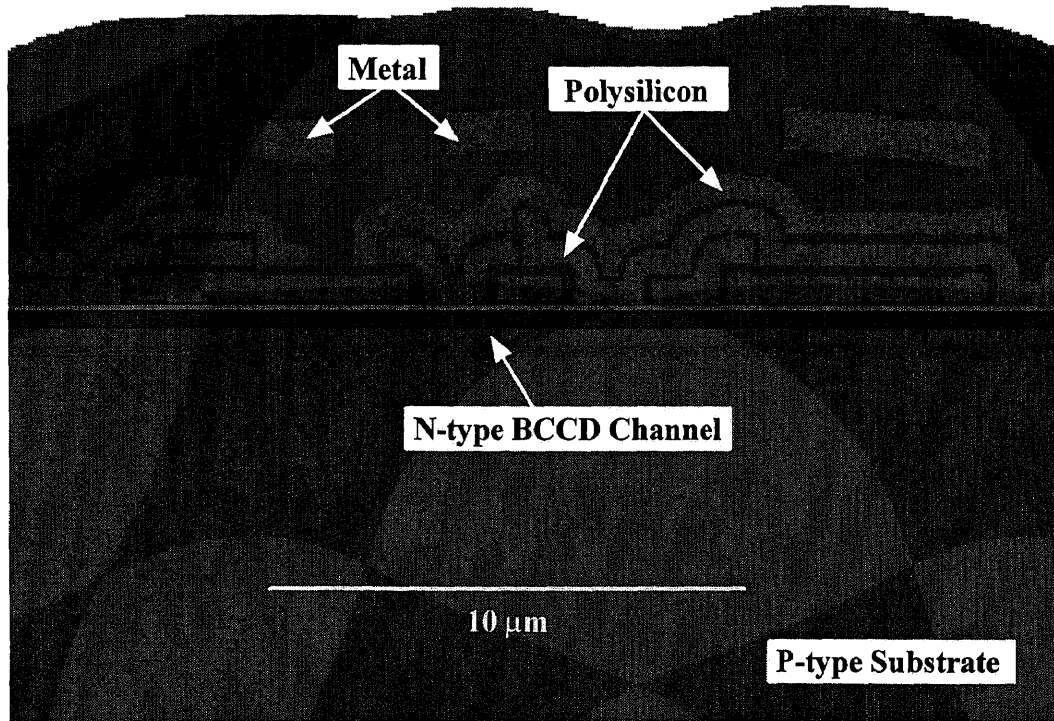 Metal
Polysilicon
N-type BCCD Channel
10 μm
P-type Substrate